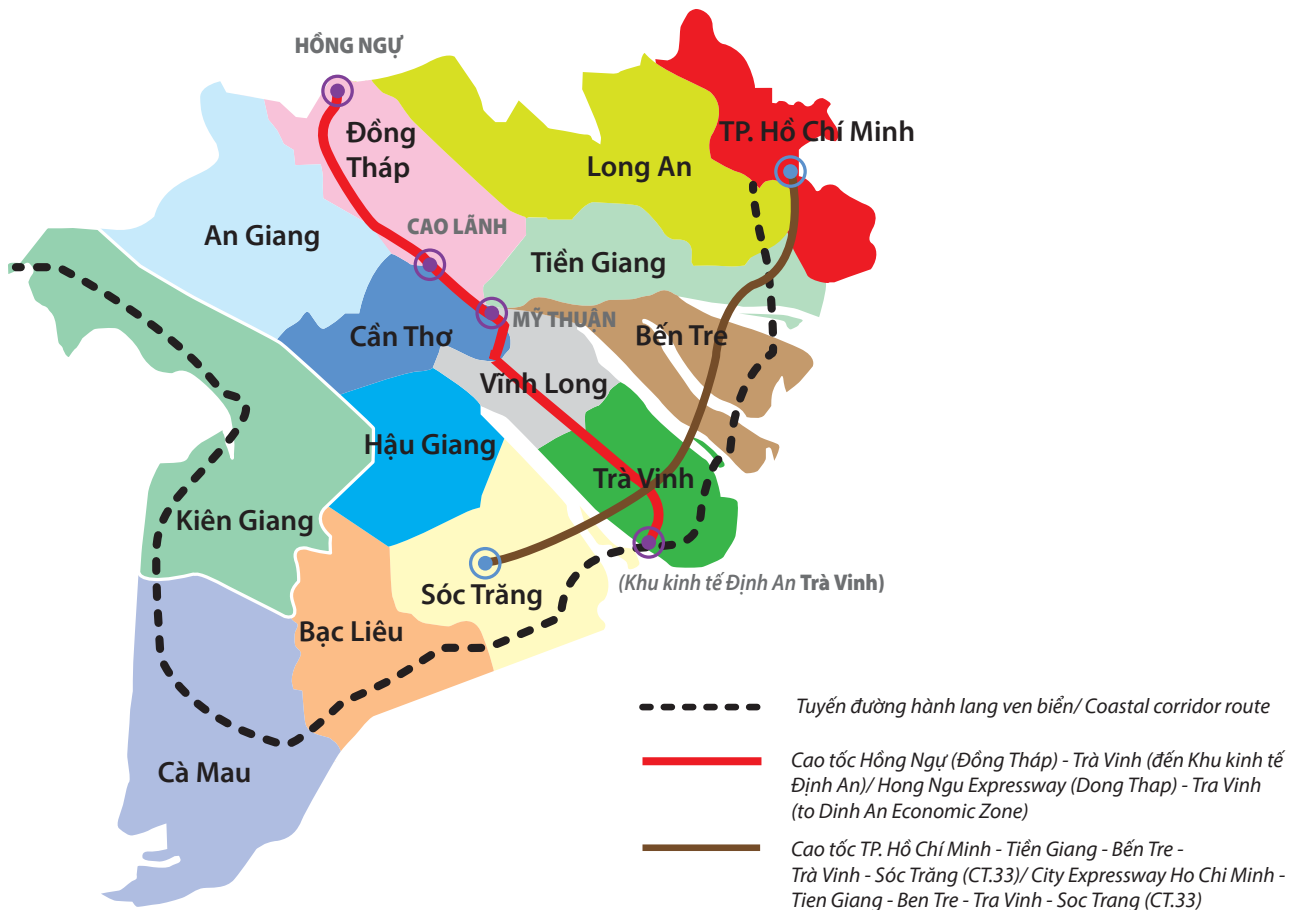 HỒNG NGỰ
Đồng
Tháp
TP. Hồ Chí Minh
Long An
An Giang
CAO LÃNH
Tiền Giang
MỸ THUẬN
Cần Thơ
Bến Tre
Vĩnh Long
Hậu Giang
Trà Vinh
Kiên Giang
(Khu kinh tế Định An Trà Vinh)
Sóc Trăng
Bạc Liêu
Cà Mau
Tuyến đường hành lang ven biển/ Coastal corridor route
Cao tốc Hồng Ngự (Đồng Tháp) - Trà Vinh (đến Khu kinh tế
Định An)/ Hong Ngu Expressway (Dong Thap) - Tra Vinh
(to Dinh An Economic Zone)
Cao tốc TP. Hồ Chí Minh - Tiền Giang - Bến Tre -
Trà Vinh - Sóc Trăng (CT.33)/ City Expressway Ho Chi Minh -
Tien Giang - Ben Tre - Tra Vinh - Soc Trang (CT.33)